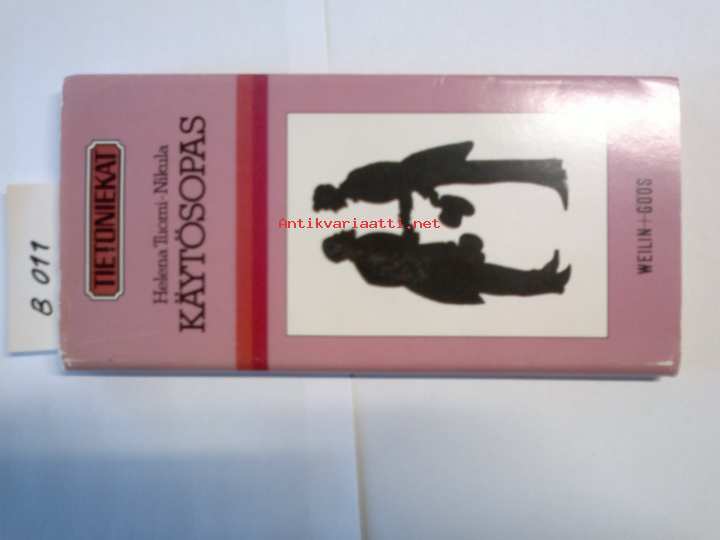 TIETONIEKAT
Helena Tuomi-Nikula
KÄYTÖSOPAS
WEILIN+GÖÖS
Antikvariaatti.net
B 011